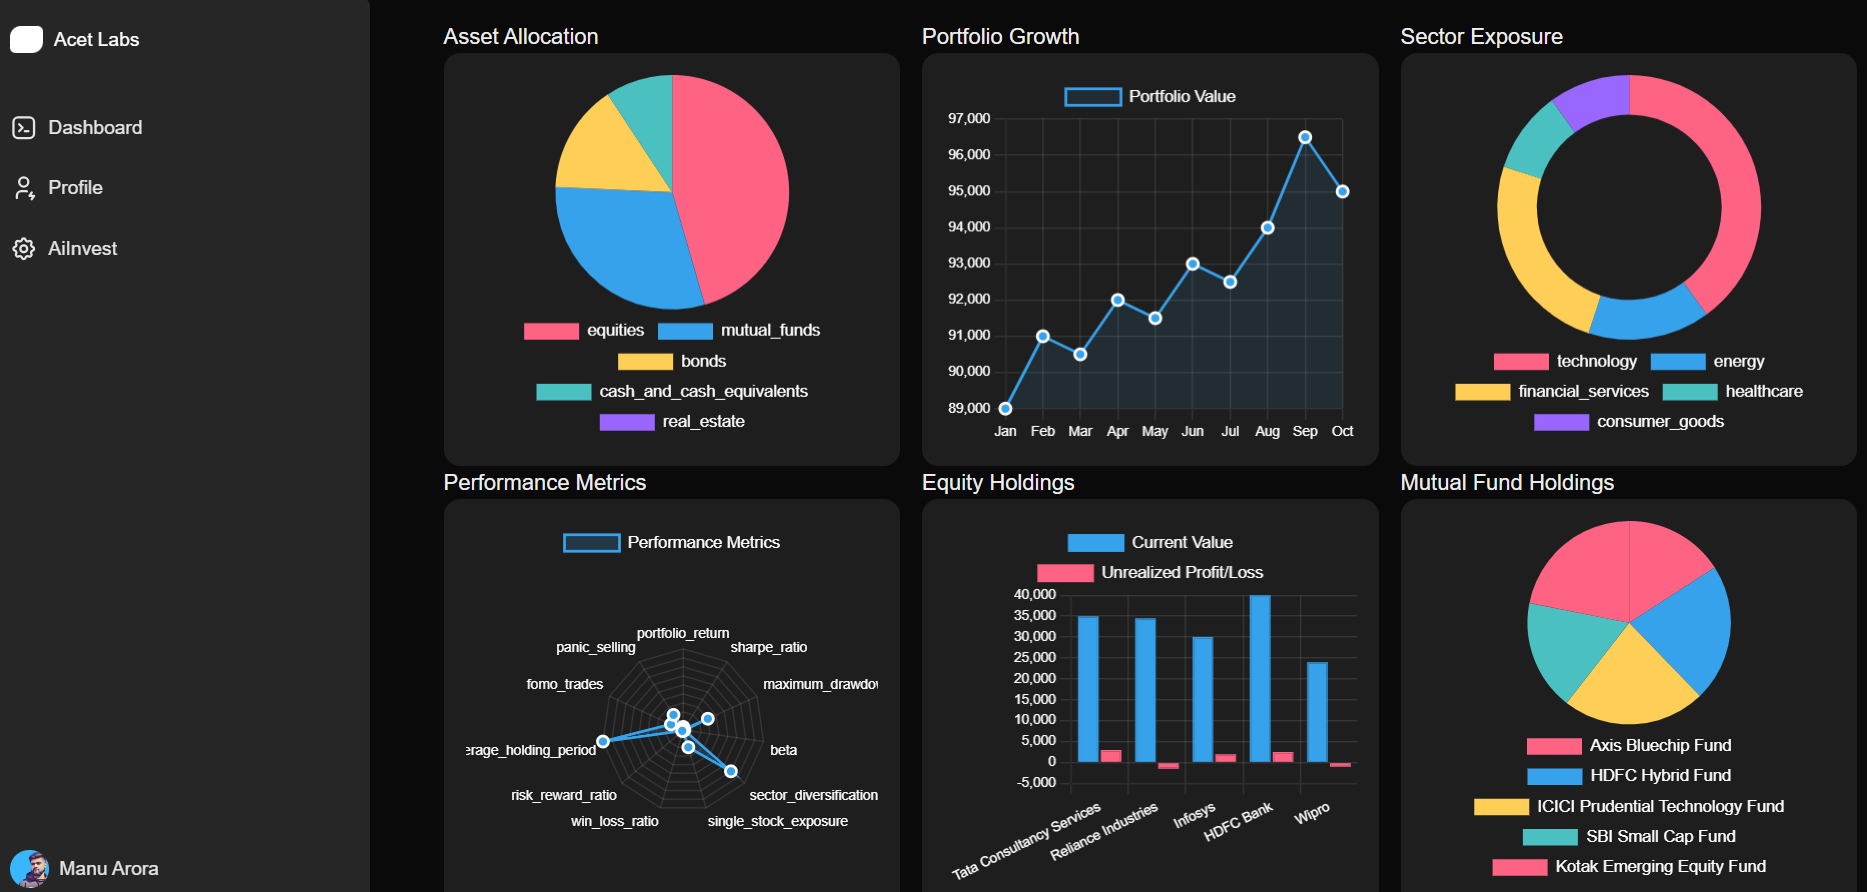 Acet Labs
Dashboard
Profile
AiInvest
Manu Arora
Asset Allocation
equities mutual_funds
bonds
cash_and_cash_equivalents
real_estate
Portfolio Growth
Portfolio Value
97,000
96,000
95,000
94,000
93,000
92,000
91,000
90,000
89,000
Jan Feb Mar Apr May Jun Jul Aug Sep Oct
Sector Exposure
technology energy
financial_services healthcare
consumer_goods
Performance Metrics
Performance Metrics
portfolio_return
panic_selling sharpe_ratio
fomo_trades maximum_drawdov
erage_holding_period beta
risk_reward_ratio sector_diversification
win_loss_ratio single_stock_exposure
Equity Holdings
Current Value
Unrealized Profit/Loss
40,000
35,000
30,000
25,000
20,000
15,000
10,000
5,000
0
-5,000
Tata Consultancy Services
Reliance Industries
Infosys
HDFC Bank
Wipro
Mutual Fund Holdings
Axis Bluechip Fund
HDFC Hybrid Fund
ICICI Prudential Technology Fund
SBI Small Cap Fund
Kotak Emerging Equity Fund